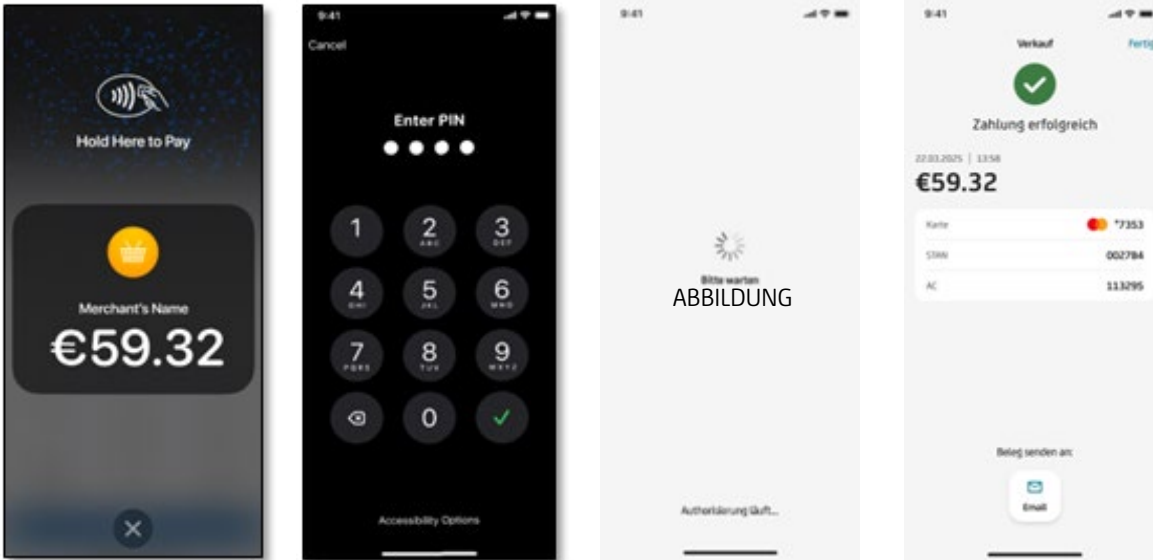 Hold Here to Pay
Merchant's Name
€59.32
9:41
Cancel
Enter PIN
1
2
ABC
3
DEF
4
GHI
5
JKL
6
MNO
7
PQRS
8
TUV
9
WXYZ
0
Accessibility Options
9:41
Bitte warten
ABBILDUNG
Authorisierung läuft...
9:41
Verkauf
Fertig
Zahlung erfolgreich
22.03.2025 | 13:58
€59.32
Karte *7353
STAN 002784
AC 113295
Beleg senden an:
Email